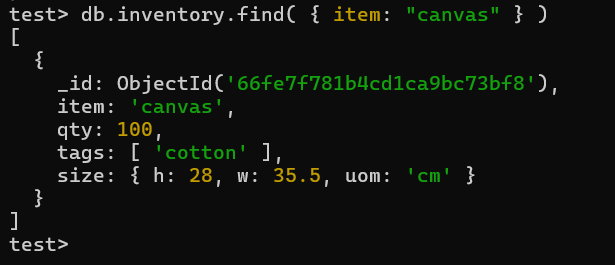 test> db.inventory.find( { item: "canvas" } )
[
  {
    _id: ObjectId('66fe7f781b4cd1ca9bc73bf8'),
    item: 'canvas',
    qty: 100,
    tags: [ 'cotton' ],
    size: { h: 28, w: 35.5, uom: 'cm' }
  }
]
test>